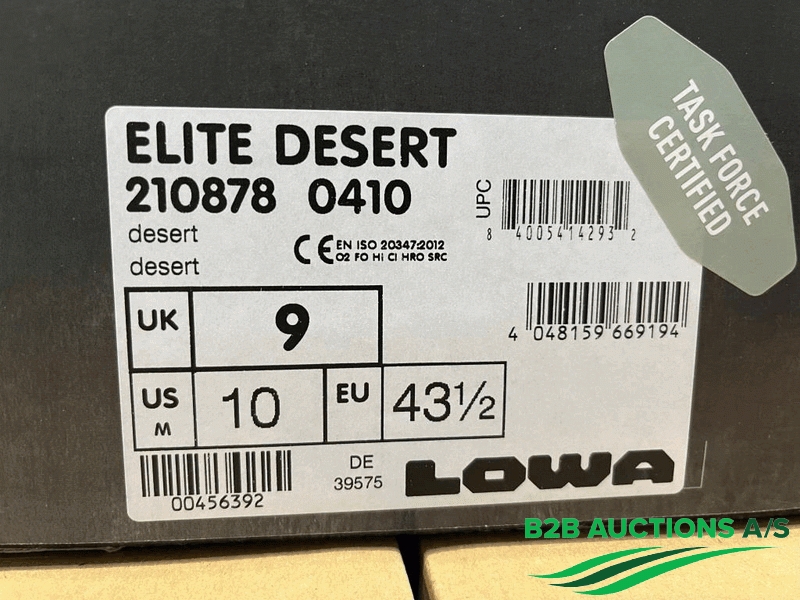 TASK FORCE
CERTIFIED
ELITE DESERT
210878 0410
desert
desert
CE EN ISO 20347:2012
O2 FO HI CI HRO SRC
UPC
8 4005414293 2
4 048159 669194
UK 9
US M 10 EU 43½
00456392
DE
39575
LOWA
B2B AUCTIONS A/S